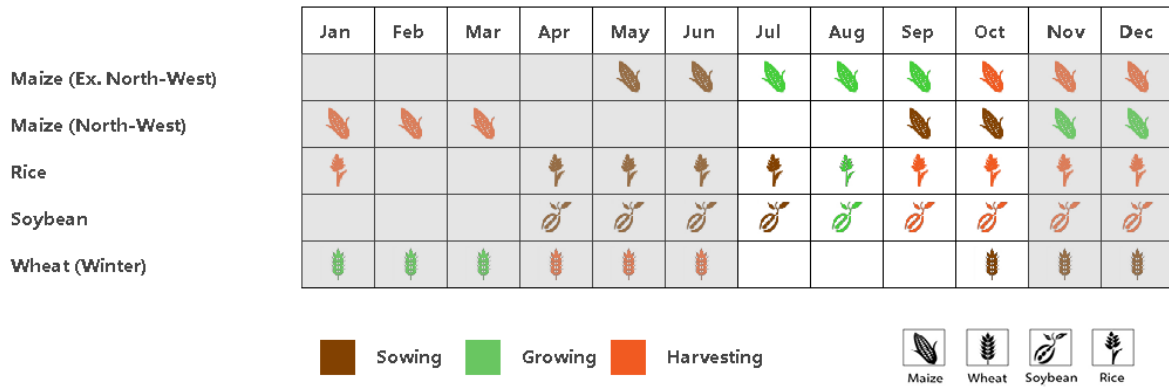 Jan Feb Mar Apr May Jun Jul Aug Sep Oct Nov Dec
Maize (Ex. North-West)
Maize (North-West)
Rice
Soybean
Wheat (Winter)
Sowing Growing Harvesting
Maize Wheat Soybean Rice